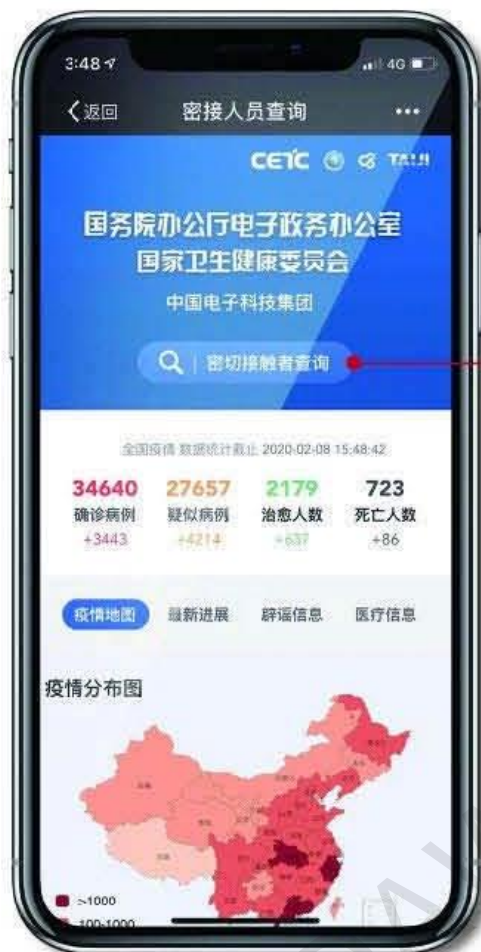 3:48
4G
返回 密接人员查询
CETC TAIJI
国务院办公厅电子政务办公室
国家卫生健康委员会
中国电子科技集团
密切接触者查询
全国疫情 数据统计截止 2020-02-08 15:48:42
34640 27657 2179 723
确诊病例 疑似病例 治愈人数 死亡人数
+3443 +4214 +637 +86
疫情地图 最新进展 辟谣信息 医疗信息
疫情分布图
>1000
100-1000